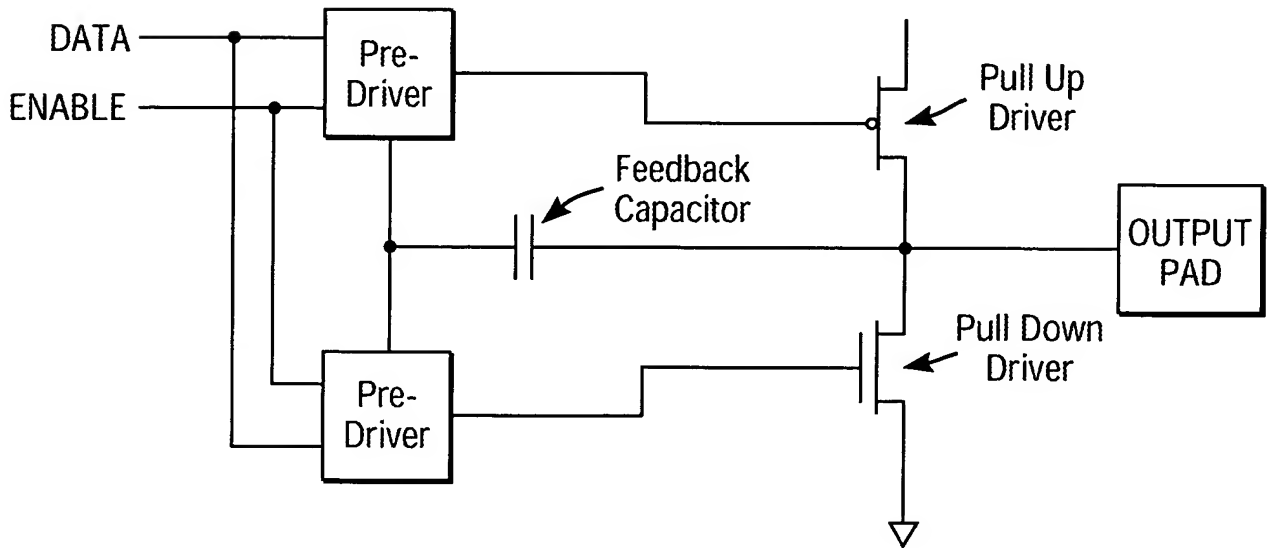 DATA
ENABLE
Pre-
Driver
Pull Up
Driver
Feedback
Capacitor
OUTPUT
PAD
Pre-
Driver
Pull Down
Driver